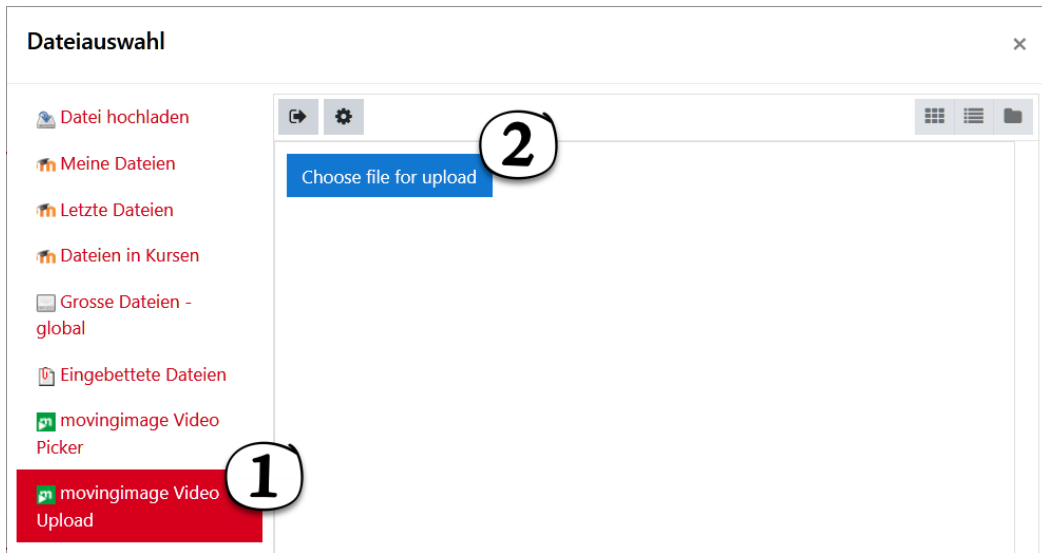 Dateiauswahl
×
Datei hochladen
Meine Dateien
Letzte Dateien
Dateien in Kursen
Grosse Dateien -
global
Eingebettete Dateien
movingimage Video
Picker
1
movingimage Video
Upload
2
Choose file for upload